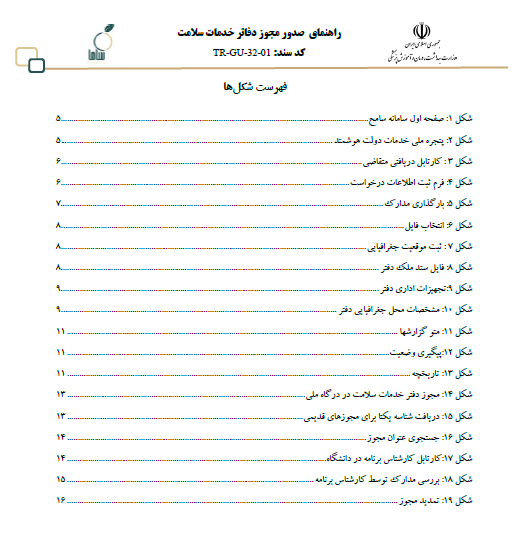 راهنمای صدور مجوز دفاتر خدمات سلامت
کد سند: TR-GU-32-01
جمهوری اسلامی ایران
وزارت بهداشت، درمان و آموزش پزشکی
فهرست شکل‌ها
شکل ۱: صفحه اول سامانه سامح ۵
شکل ۲: پنجره ملی خدمات دولت هوشمند ۵
شکل ۳ : کارتابل دریافتی متقاضی ۶
شکل ۴: فرم ثبت اطلاعات درخواست ۶
شکل ۵: بارگذاری مدارک ۷
شکل ۶: انتخاب فایل ۸
شکل ۷ : ثبت موقعیت جغرافیایی ۸
شکل ۸: فایل سند ملک دفتر ۸
شکل ۹:تجهیزات اداری دفتر ۹
شکل ۱۰: مشخصات محل جغرافیایی دفتر ۹
شکل ۱۱: منو گزارشها ۱۱
شکل ۱۲:پیگیری وضعیت ۱۱
شکل ۱۳: تاریخچه ۱۱
شکل ۱۴: مجوز دفتر خدمات سلامت در درگاه ملی ۱۳
شکل ۱۵: دریافت شناسه یکتا برای مجوزهای قدیمی ۱۳
شکل ۱۶: جستجوی عنوان مجوز ۱۴
شکل ۱۷:کارتابل کارشناس برنامه در دانشگاه ۱۴
شکل ۱۸: بررسی مدارک توسط کارشناس برنامه ۱۵
شکل ۱۹: تمدید مجوز ۱۶